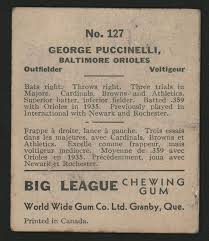 No. 127
GEORGE PUCCINELLI,
BALTIMORE ORIOLES
Outfielder Voltigeur
Bats right. Throws right. Three trials in
Majors. Cardinals, Browns and Athletics.
Superior batter, inferior fielder. Batted .359
with Orioles in 1935. Previously played in
International with Newark and Rochester.
Frappe à droite, lance à gauche. Trois essais
dans les majeures, avec Cardinals, Browns et
Athletics. Excelle comme frappeur, mais
voltigeur médiocre. Moyenne de .359 avec
Orioles en 1935. Précédemment, joua avec
Newark et Rochester.
BIG LEAGUE CHEWING GUM
World Wide Gum Co. Ltd. Granby, Que.
Printed in Canada.